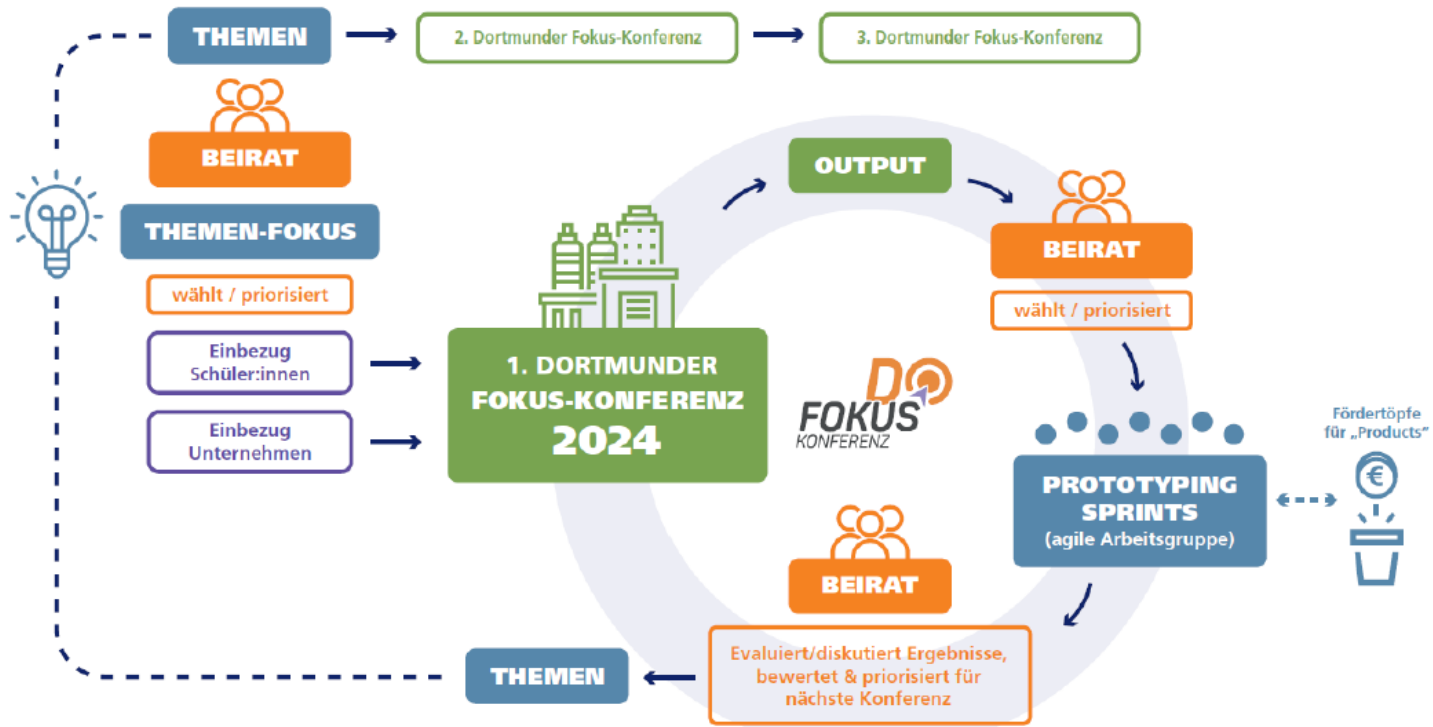 THEMEN
2. Dortmunder Fokus-Konferenz
3. Dortmunder Fokus-Konferenz
BEIRAT
THEMEN-FOKUS
wählt / priorisiert
Einbezug
Schüler:innen
Einbezug
Unternehmen
1. DORTMUNDER
FOKUS-KONFERENZ
2024
OUTPUT
BEIRAT
wählt / priorisiert
DO
FOKUS
KONFERENZ
PROTOTYPING
SPRINTS
(agile Arbeitsgruppe)
Fördertöpfe
für „Products"
€
BEIRAT
Evaluiert/diskutiert Ergebnisse,
bewertet & priorisiert für
nächste Konferenz
THEMEN